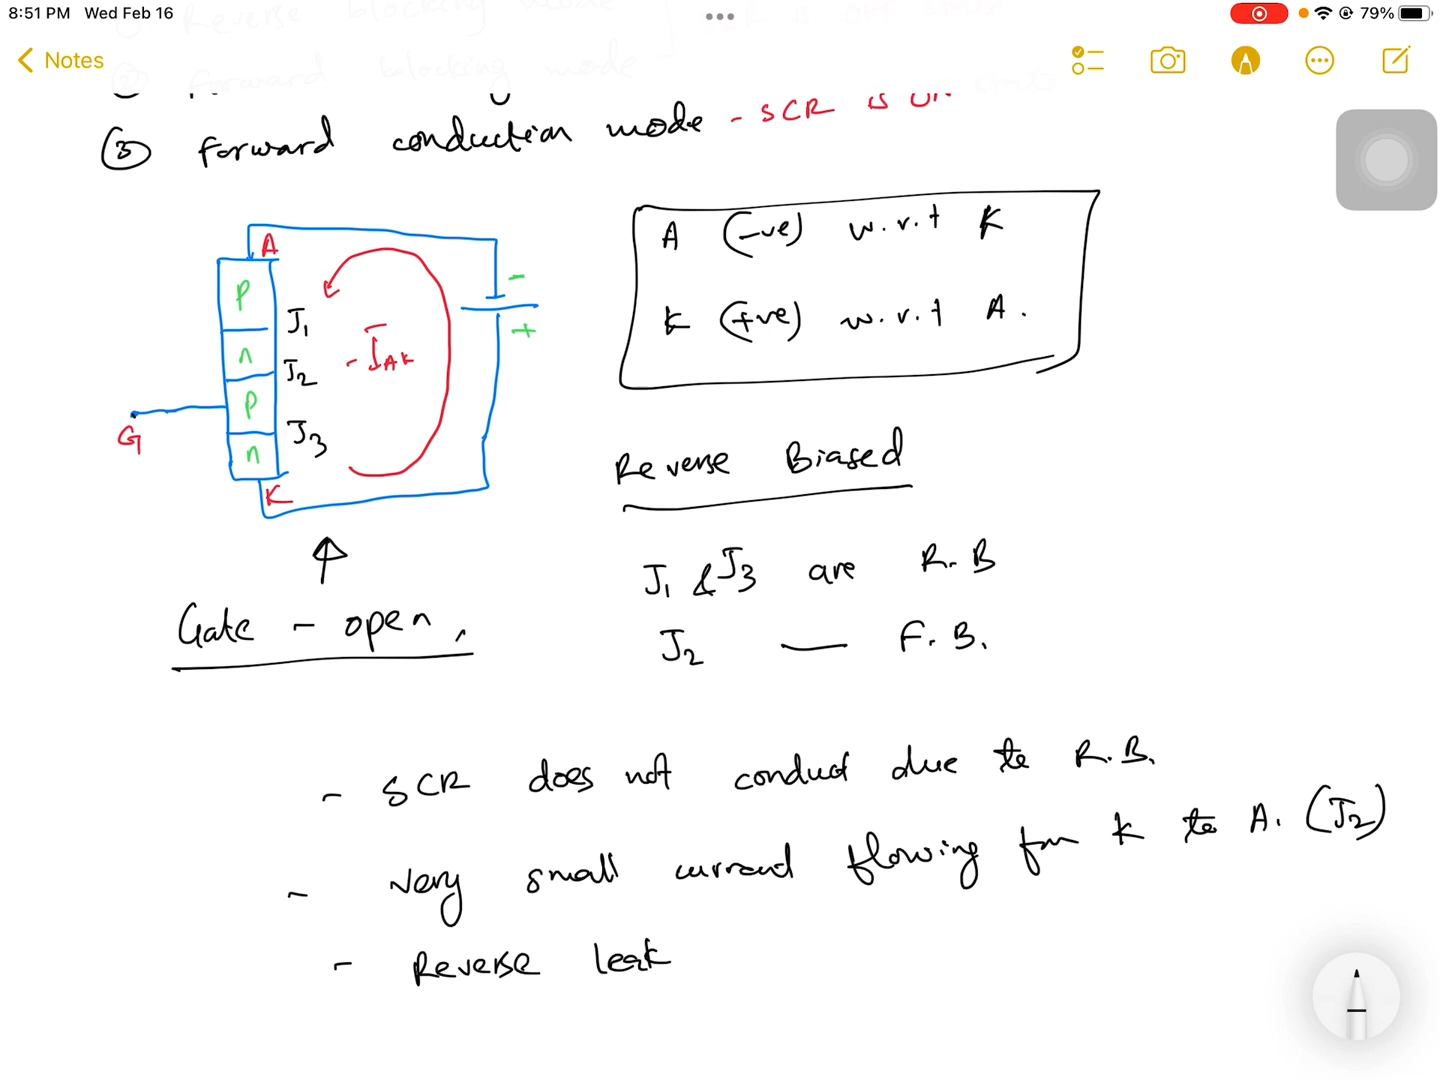 8:51 PM Wed Feb 16
79%
Notes
③ forward conduction mode - SCR is
A (-ve) w.r.t K
K (+ve) w.r.t A.
A
P
n
P
n
J1
J2
J3
G
K
- IAK
-
+
Gate - open.
Reverse Biased
J1 & J3 are R.B
J2 — F.B.
- SCR does not conduct due to R.B.
- Very small current flowing from K to A. (J2)
- Reverse leak